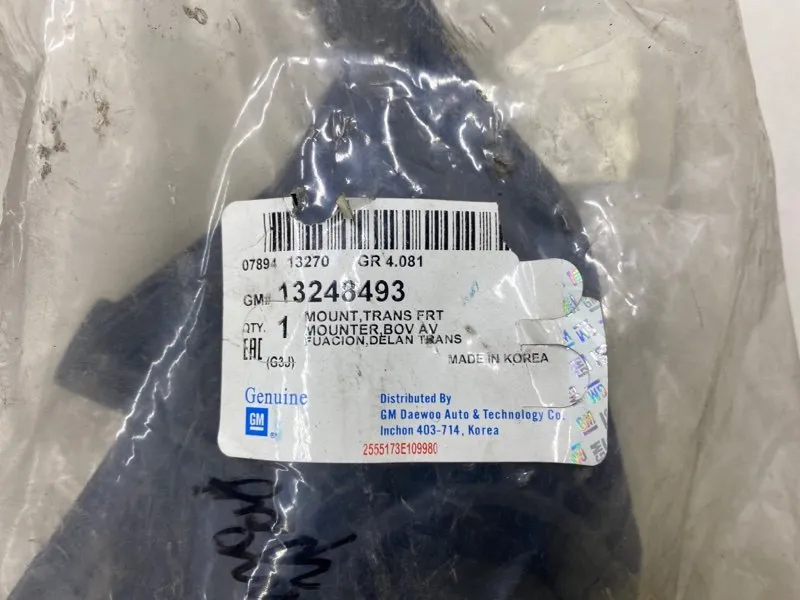 07894 13270 GR 4.081
GM# 13248493
QTY. 1 MOUNT,TRANS FRT
MOUNTER,BOV AV
FUACION,DELAN TRANS
EAC (G3J) MADE IN KOREA
Genuine
GM
Distributed By
GM Daewoo Auto & Technology Co.
Inchon 403-714, Korea
2555173E109980